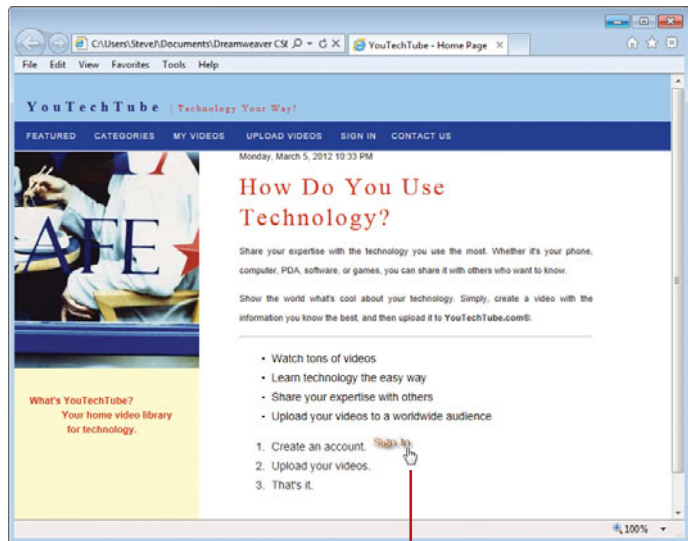 C:\Users\SteveJ\Documents\Dreamweaver CS6
YouTechTube - Home Page
File Edit View Favorites Tools Help
YouTechTube | Technology Your Way!
FEATURED CATEGORIES MY VIDEOS UPLOAD VIDEOS SIGN IN CONTACT US
Monday, March 5, 2012 10:33 PM
How Do You Use
Technology?
Share your expertise with the technology you use the most. Whether it's your phone,
computer, PDA, software, or games, you can share it with others who want to know.
Show the world what's cool about your technology. Simply, create a video with the
information you know the best, and then upload it to YouTechTube.com®.
AFE
• Watch tons of videos
• Learn technology the easy way
• Share your expertise with others
• Upload your videos to a worldwide audience
What's YouTechTube?
Your home video library
for technology.
1. Create an account. Sign In
2. Upload your videos.
3. That's it.
100%